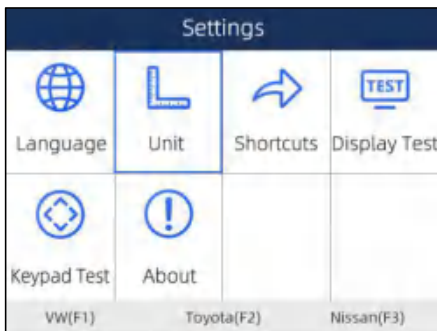 Settings
TEST
Language Unit Shortcuts Display Test
Keypad Test About
VW(F1) Toyota(F2) Nissan(F3)